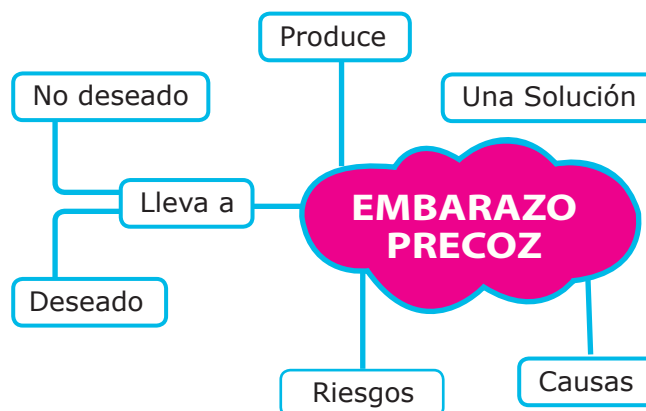 Produce
No deseado
Una Solución
Lleva a
EMBARAZO
PRECOZ
Deseado
Riesgos
Causas